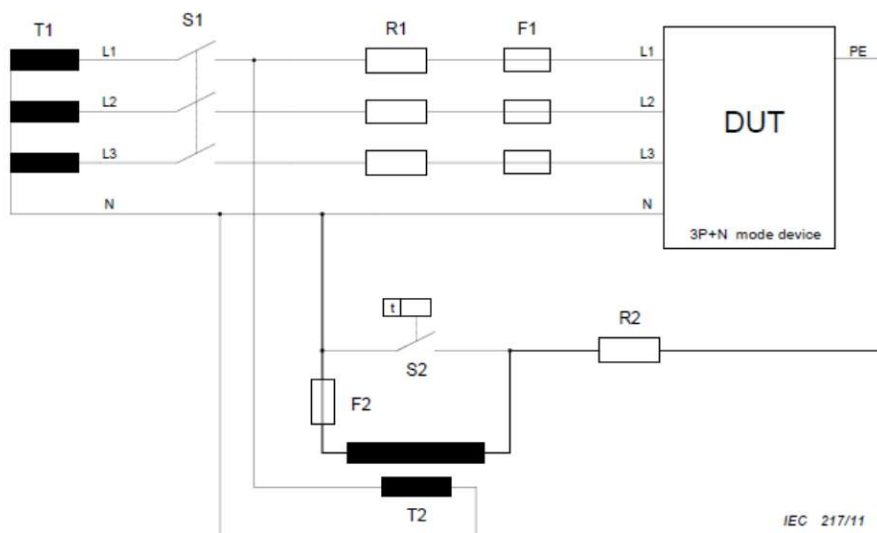 T1 S1 R1 F1
L1 L1 PE
L2 L2
DUT
L3 L3
N N
3P+N mode device
t
R2
S2
F2
T2
IEC 217/11